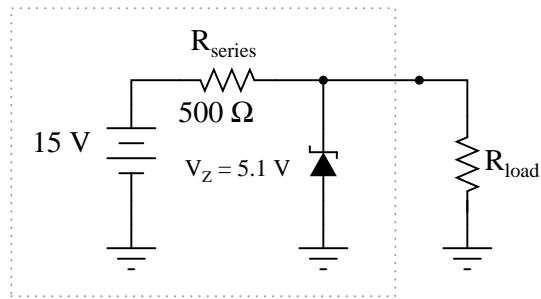 R_series
500 Ω
15 V
V_Z = 5.1 V
R_load